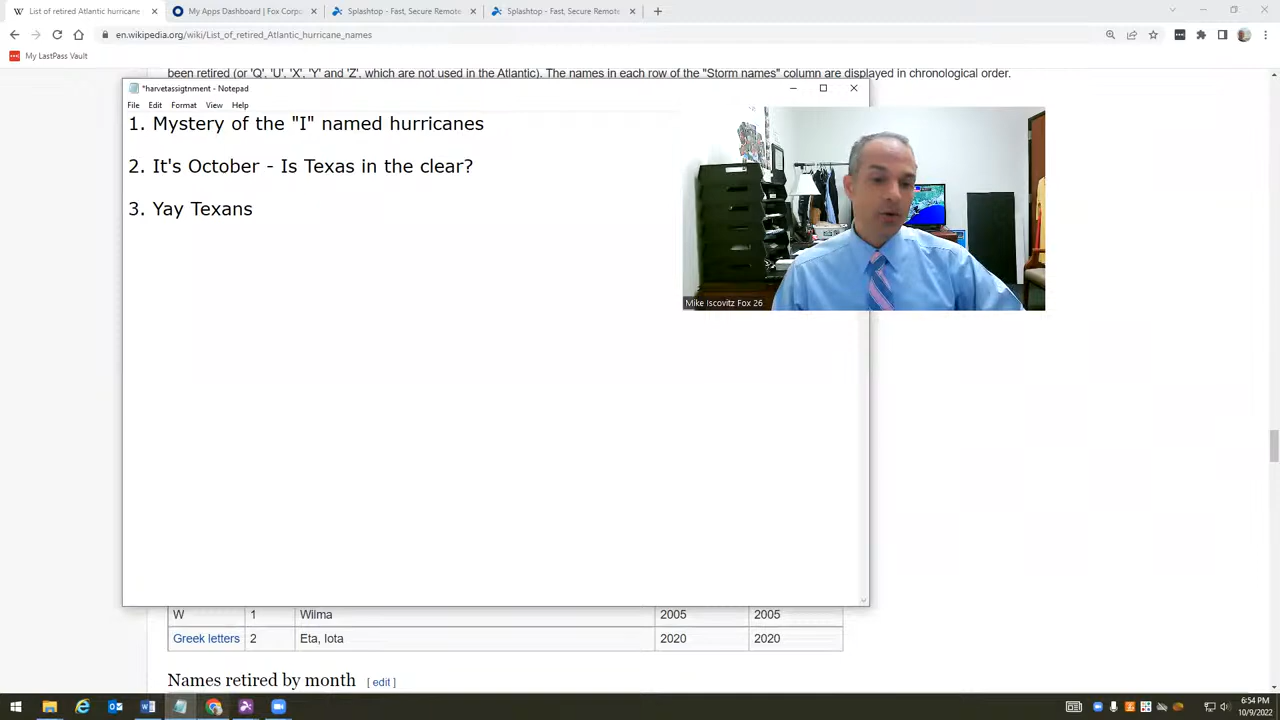 List of retired Atlantic hurricane
My Apps Dashboard | Fox Corpor
Splashtop - Fast, Secure Remote
Splashtop - Fast, Secure Remote
en.wikipedia.org/wiki/List_of_retired_Atlantic_hurricane_names
My LastPass Vault
been retired (or 'Q', 'U', 'X', 'Y' and 'Z', which are not used in the Atlantic). The names in each row of the "Storm names" column are displayed in chronological order.
*harvetassigtnment - Notepad
File Edit Format View Help
1. Mystery of the "I" named hurricanes
2. It's October - Is Texas in the clear?
3. Yay Texans
Mike Iscovitz Fox 26
W 1 Wilma 2005 2005
Greek letters 2 Eta, Iota 2020 2020
Names retired by month [ edit ]
6:54 PM
10/9/2022